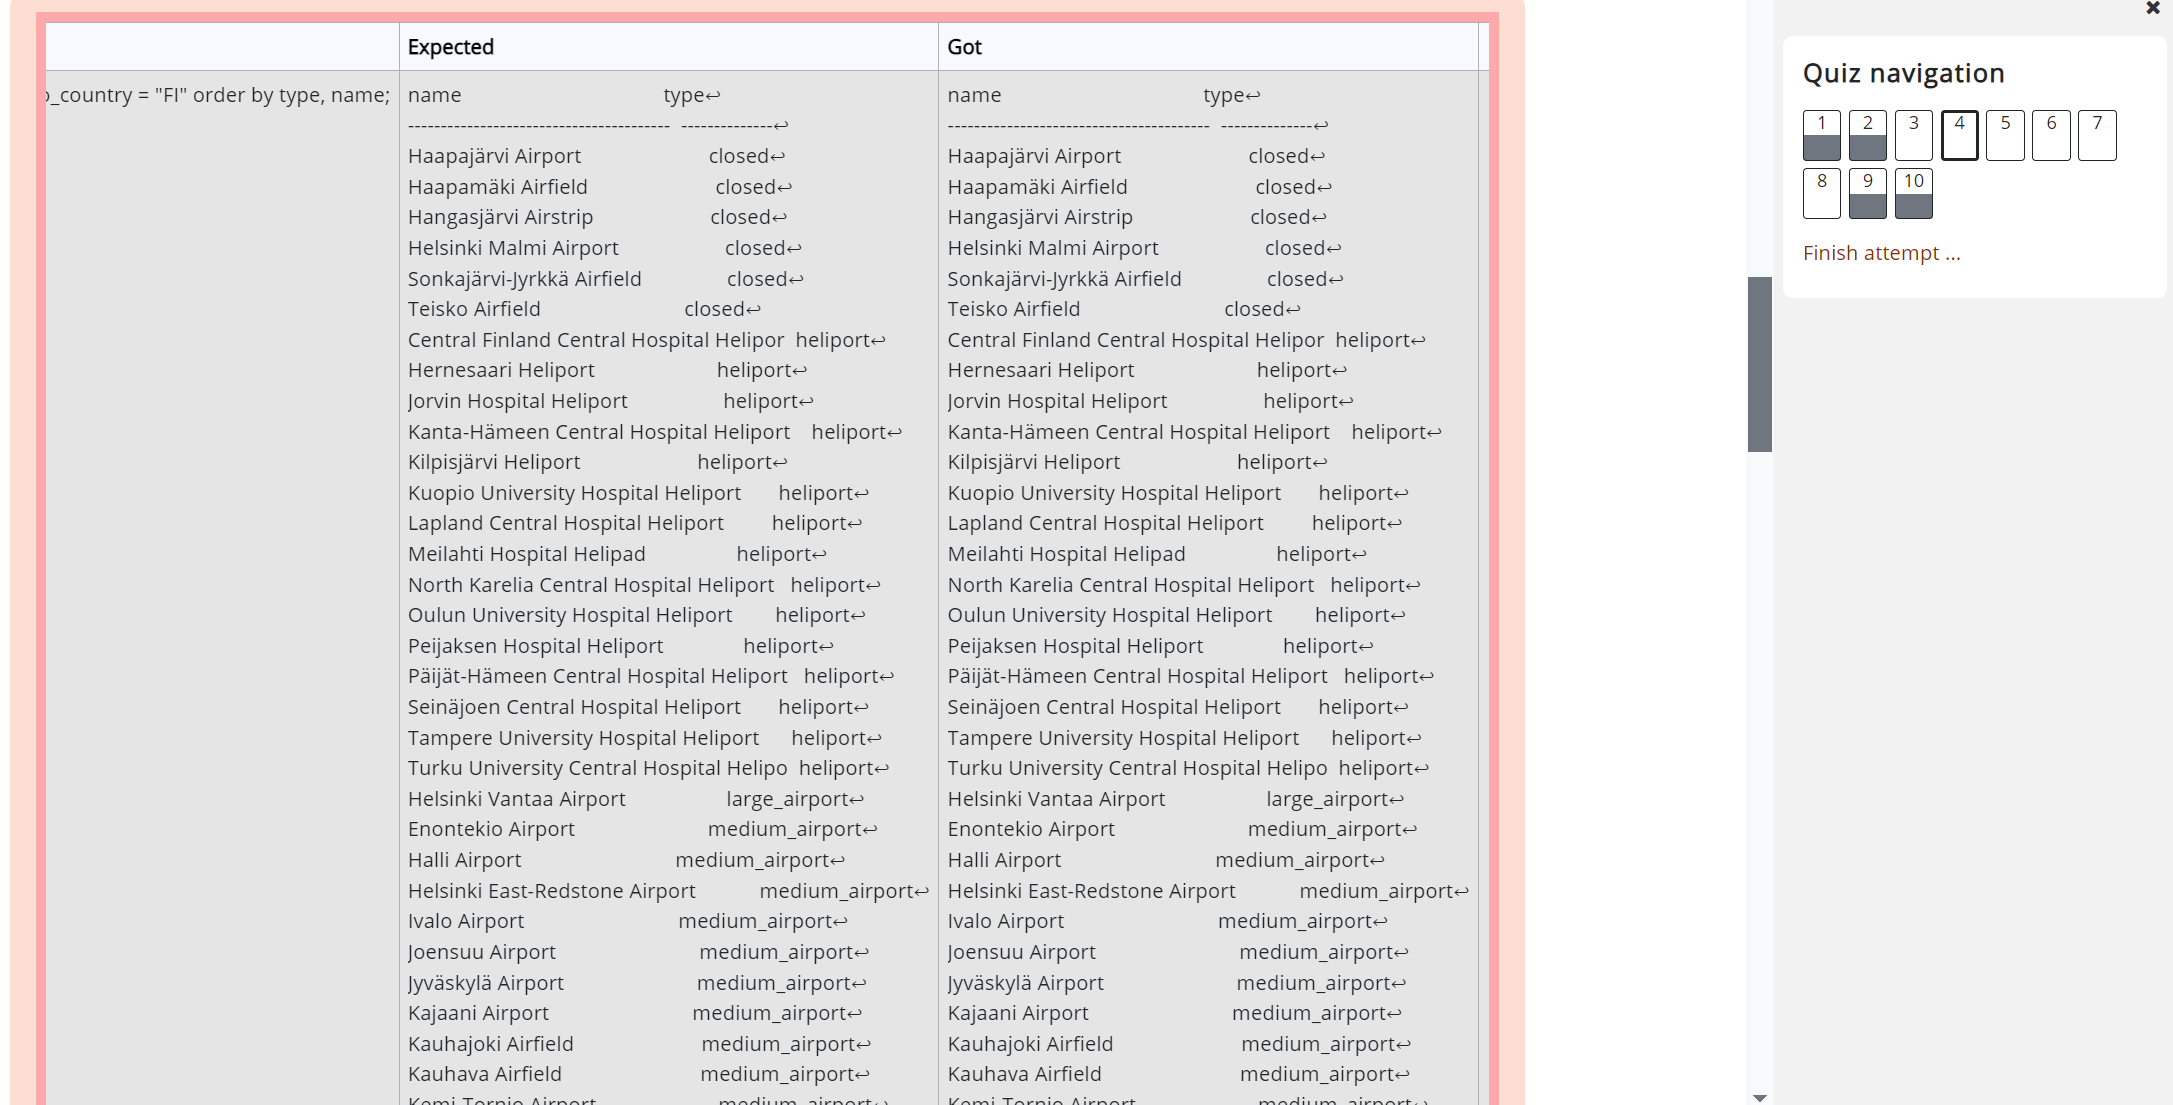 Expected Got
o_country = "FI" order by type, name; name type↩ name type↩
---------------------------------------- --------------↩ ---------------------------------------- --------------↩
Haapajärvi Airport closed↩ Haapajärvi Airport closed↩
Haapamäki Airfield closed↩ Haapamäki Airfield closed↩
Hangasjärvi Airstrip closed↩ Hangasjärvi Airstrip closed↩
Helsinki Malmi Airport closed↩ Helsinki Malmi Airport closed↩
Sonkajärvi-Jyrkkä Airfield closed↩ Sonkajärvi-Jyrkkä Airfield closed↩
Teisko Airfield closed↩ Teisko Airfield closed↩
Central Finland Central Hospital Helipor heliport↩ Central Finland Central Hospital Helipor heliport↩
Hernesaari Heliport heliport↩ Hernesaari Heliport heliport↩
Jorvin Hospital Heliport heliport↩ Jorvin Hospital Heliport heliport↩
Kanta-Hämeen Central Hospital Heliport heliport↩ Kanta-Hämeen Central Hospital Heliport heliport↩
Kilpisjärvi Heliport heliport↩ Kilpisjärvi Heliport heliport↩
Kuopio University Hospital Heliport heliport↩ Kuopio University Hospital Heliport heliport↩
Lapland Central Hospital Heliport heliport↩ Lapland Central Hospital Heliport heliport↩
Meilahti Hospital Helipad heliport↩ Meilahti Hospital Helipad heliport↩
North Karelia Central Hospital Heliport heliport↩ North Karelia Central Hospital Heliport heliport↩
Oulun University Hospital Heliport heliport↩ Oulun University Hospital Heliport heliport↩
Peijaksen Hospital Heliport heliport↩ Peijaksen Hospital Heliport heliport↩
Päijät-Hämeen Central Hospital Heliport heliport↩ Päijät-Hämeen Central Hospital Heliport heliport↩
Seinäjoen Central Hospital Heliport heliport↩ Seinäjoen Central Hospital Heliport heliport↩
Tampere University Hospital Heliport heliport↩ Tampere University Hospital Heliport heliport↩
Turku University Central Hospital Helipo heliport↩ Turku University Central Hospital Helipo heliport↩
Helsinki Vantaa Airport large_airport↩ Helsinki Vantaa Airport large_airport↩
Enontekio Airport medium_airport↩ Enontekio Airport medium_airport↩
Halli Airport medium_airport↩ Halli Airport medium_airport↩
Helsinki East-Redstone Airport medium_airport↩ Helsinki East-Redstone Airport medium_airport↩
Ivalo Airport medium_airport↩ Ivalo Airport medium_airport↩
Joensuu Airport medium_airport↩ Joensuu Airport medium_airport↩
Jyväskylä Airport medium_airport↩ Jyväskylä Airport medium_airport↩
Kajaani Airport medium_airport↩ Kajaani Airport medium_airport↩
Kauhajoki Airfield medium_airport↩ Kauhajoki Airfield medium_airport↩
Kauhava Airfield medium_airport↩ Kauhava Airfield medium_airport↩
Kemi-Tornio Airport medium_airport↩ Kemi-Tornio Airport medium_airport↩
Quiz navigation
1 2 3 4 5 6 7
8 9 10
Finish attempt ...